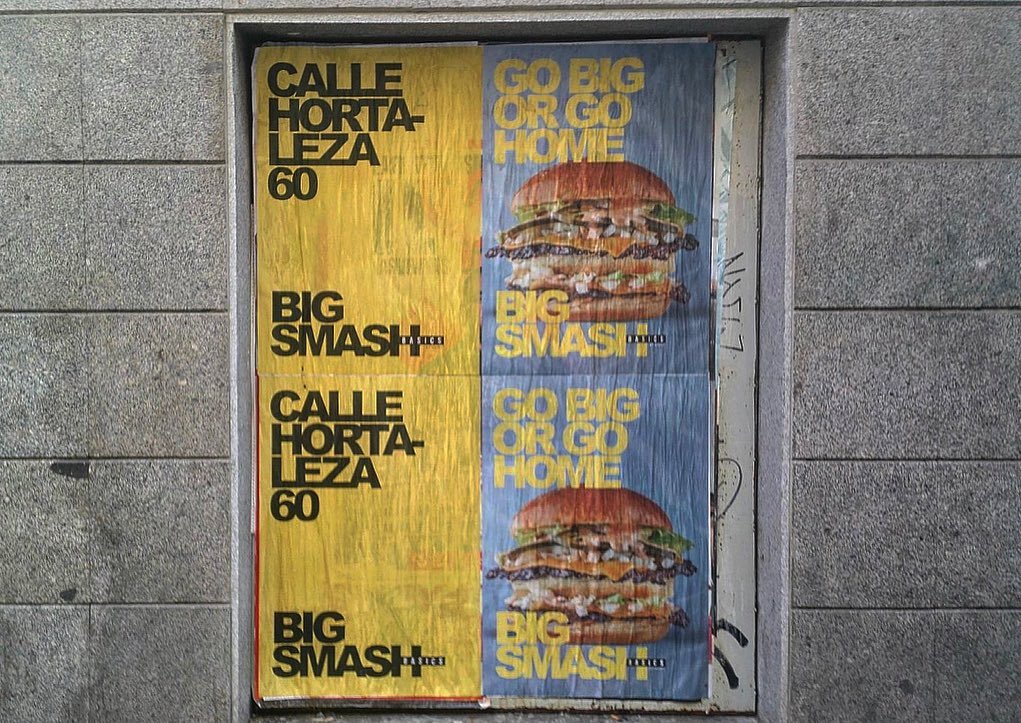 CALLE
HORTA-
LEZA
60
BIG
SMASH BASICS
GO BIG
OR GO
HOME
BIG
SMASH BASICS
CALLE
HORTA-
LEZA
60
BIG
SMASH BASICS
GO BIG
OR GO
HOME
BIG
SMASH BASICS